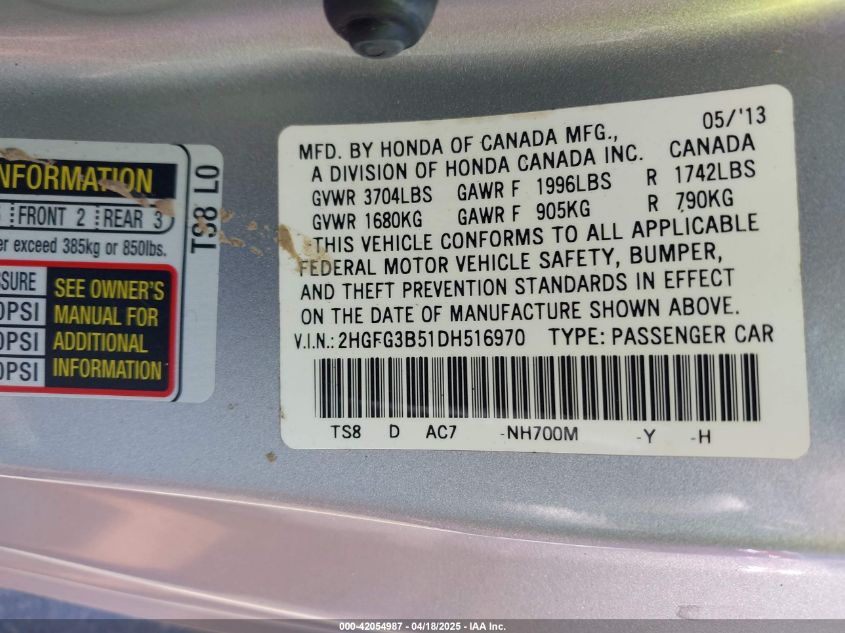 NFORMATION
FRONT 2 REAR 3
er exceed 385kg or 850lbs.
SSURE
0PSI
0PSI
0PSI
SEE OWNER'S
MANUAL FOR
ADDITIONAL
INFORMATION
TS8 L0
05/'13
MFD. BY HONDA OF CANADA MFG.,
A DIVISION OF HONDA CANADA INC. CANADA
GVWR 3704LBS GAWR F 1996LBS R 1742LBS
GVWR 1680KG GAWR F 905KG R 790KG
THIS VEHICLE CONFORMS TO ALL APPLICABLE
FEDERAL MOTOR VEHICLE SAFETY, BUMPER,
AND THEFT PREVENTION STANDARDS IN EFFECT
ON THE DATE OF MANUFACTURE SHOWN ABOVE.
V.I.N.: 2HGFG3B51DH516970 TYPE: PASSENGER CAR
TS8 D AC7 -NH700M -Y -H
000-42054987 - 04/18/2025 - IAA Inc.